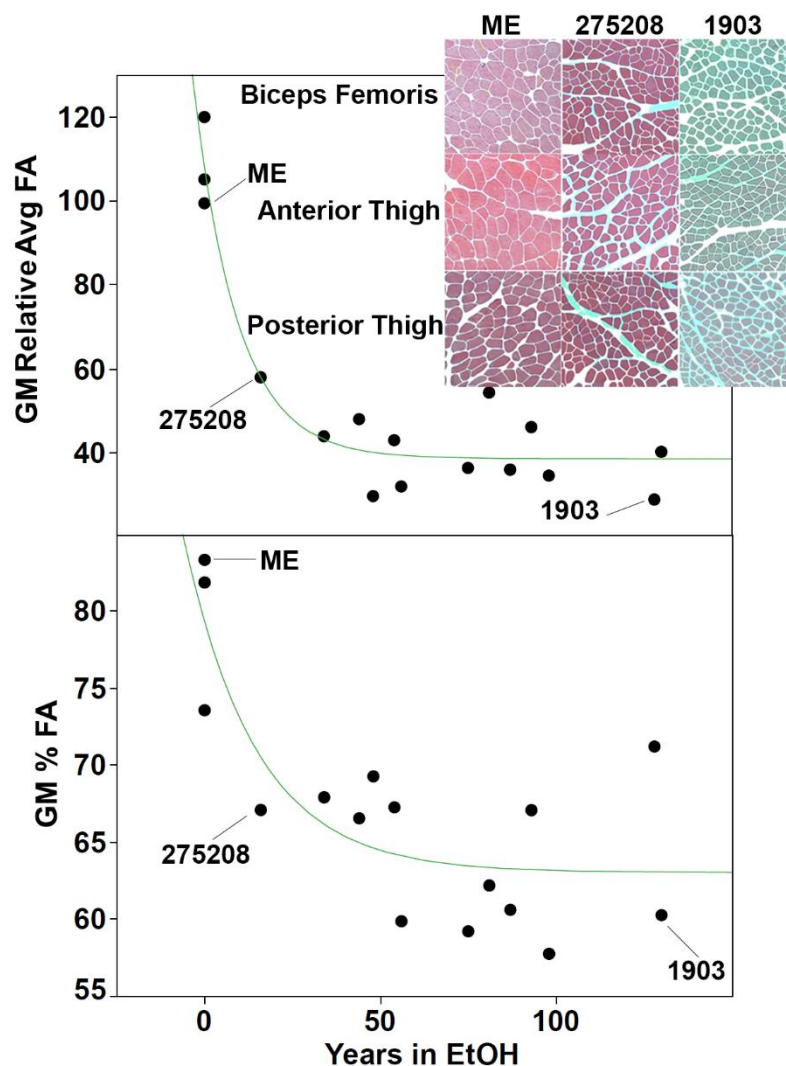 ME 275208 1903
Biceps Femoris
Anterior Thigh
Posterior Thigh
GM Relative Avg FA
120
100
80
60
40
ME
275208
1903
GM % FA
80
75
70
65
60
55
ME
275208
1903
0 50 100
Years in EtOH